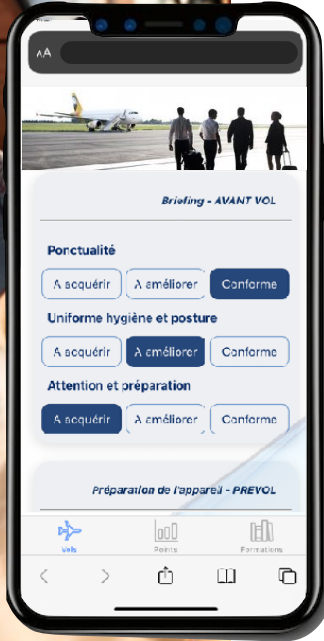 AA
Briefing - AVANT VOL
Ponctualité
A acquérir A améliorer Conforme
Uniforme hygiène et posture
A acquérir A améliorer Conforme
Attention et préparation
A acquérir A améliorer Conforme
Préparation de l'appareil - PREVOL
Vols Points Formations